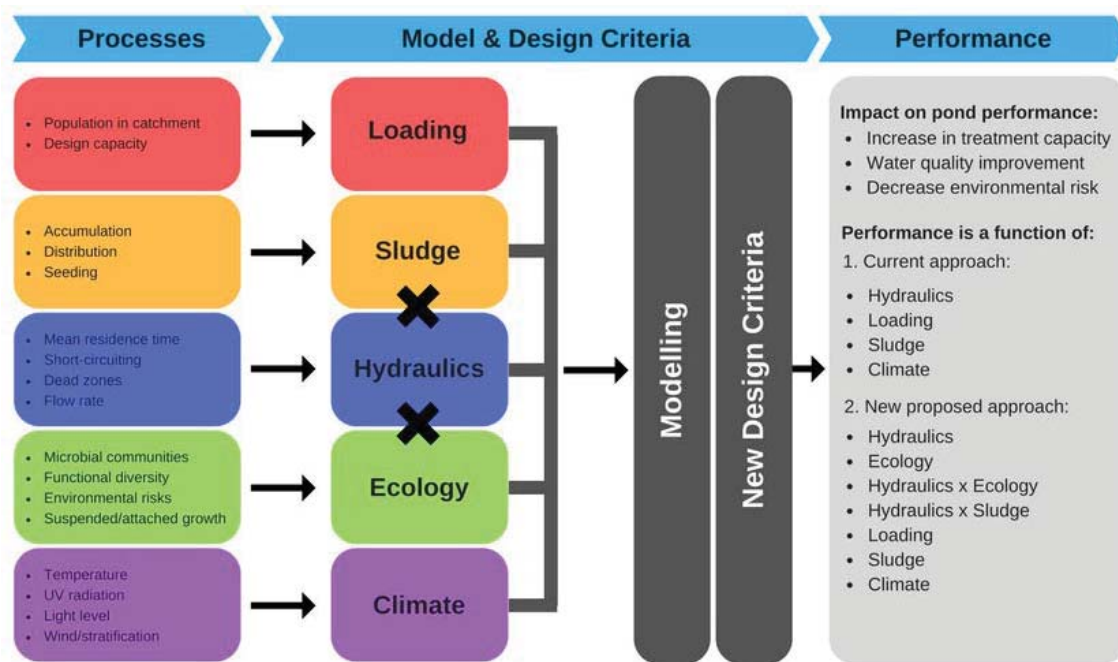 Processes
Model & Design Criteria
Performance
• Population in catchment
• Design capacity
Loading
• Accumulation
• Distribution
• Seeding
Sludge
• Mean residence time
• Short-circuiting
• Dead zones
• Flow rate
Hydraulics
• Microbial communities
• Functional diversity
• Environmental risks
• Suspended/attached growth
Ecology
• Temperature
• UV radiation
• Light level
• Wind/stratification
Climate
Modelling
New Design Criteria
Impact on pond performance:
• Increase in treatment capacity
• Water quality improvement
• Decrease environmental risk
Performance is a function of:
1. Current approach:
• Hydraulics
• Loading
• Sludge
• Climate
2. New proposed approach:
• Hydraulics
• Ecology
• Hydraulics x Ecology
• Hydraulics x Sludge
• Loading
• Sludge
• Climate